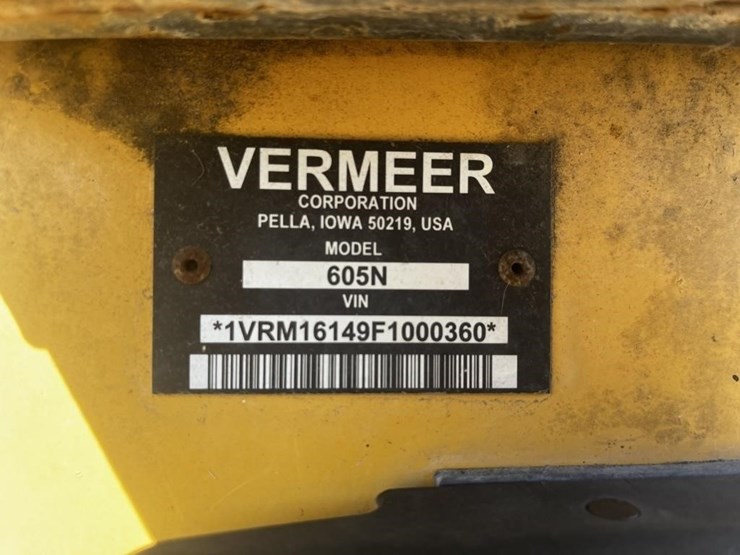 VERMEER
CORPORATION
PELLA, IOWA 50219, USA
MODEL
605N
VIN
*1VRM16149F1000360*